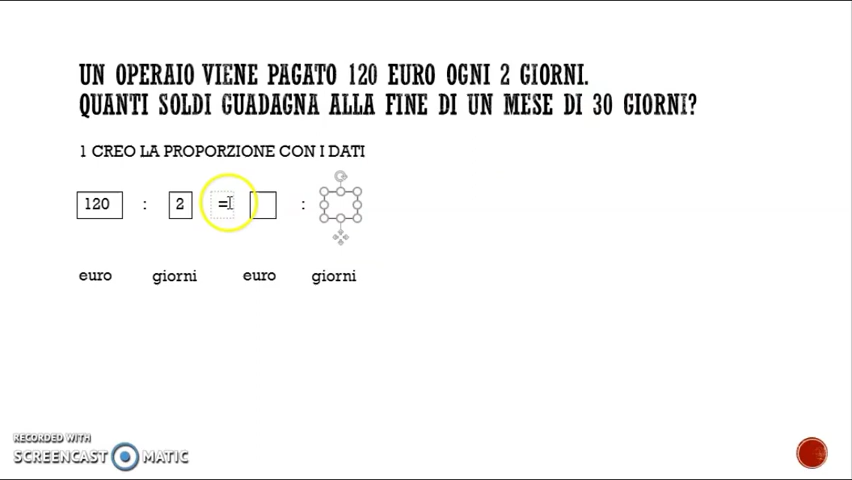 UN OPERAIO VIENE PAGATO 120 EURO OGNI 2 GIORNI.
QUANTI SOLDI GUADAGNA ALLA FINE DI UN MESE DI 30 GIORNI?
1 CREO LA PROPORZIONE CON I DATI
120 : 2 = :
euro giorni euro giorni
RECORDED WITH
SCREENCAST MATIC